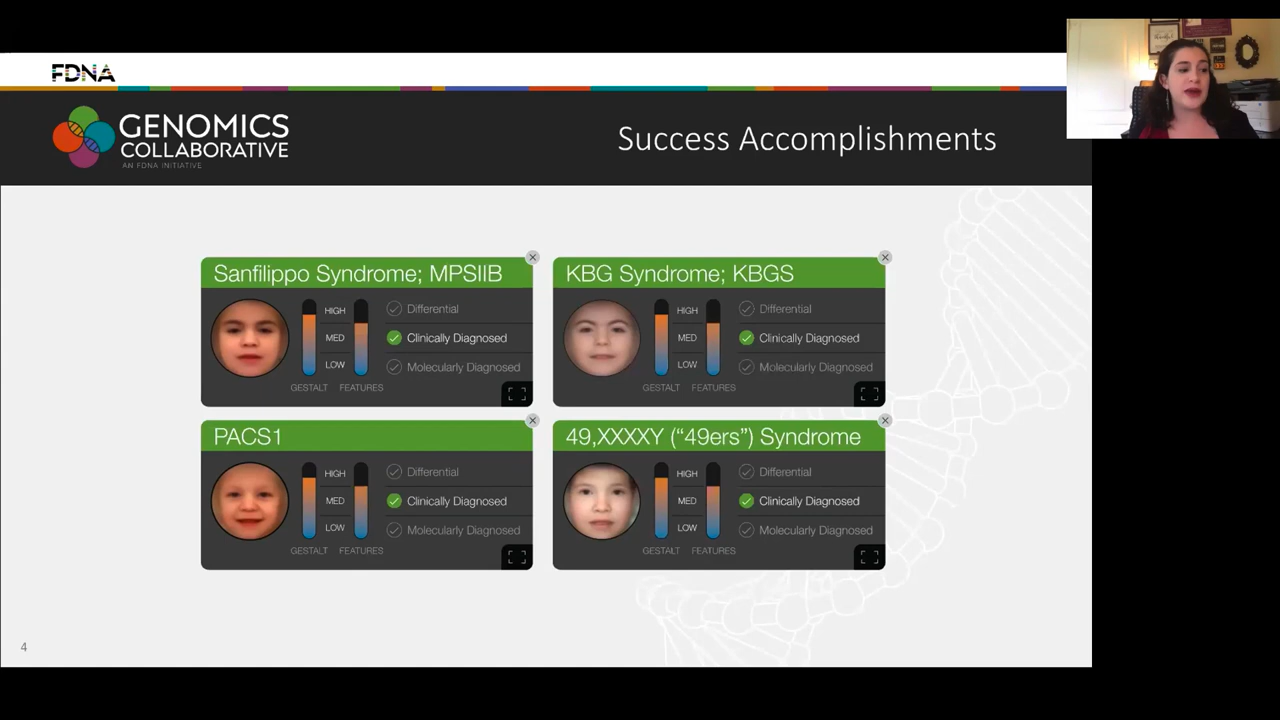 FDNA
GENOMICS
COLLABORATIVE
AN FDNA INITIATIVE
Success Accomplishments
Sanfilippo Syndrome; MPSIIB
HIGH
MED
LOW
GESTALT FEATURES
Differential
Clinically Diagnosed
Molecularly Diagnosed
KBG Syndrome; KBGS
HIGH
MED
LOW
GESTALT FEATURES
Differential
Clinically Diagnosed
Molecularly Diagnosed
PACS1
HIGH
MED
LOW
GESTALT FEATURES
Differential
Clinically Diagnosed
Molecularly Diagnosed
49,XXXXY ("49ers") Syndrome
HIGH
MED
LOW
GESTALT FEATURES
Differential
Clinically Diagnosed
Molecularly Diagnosed
4